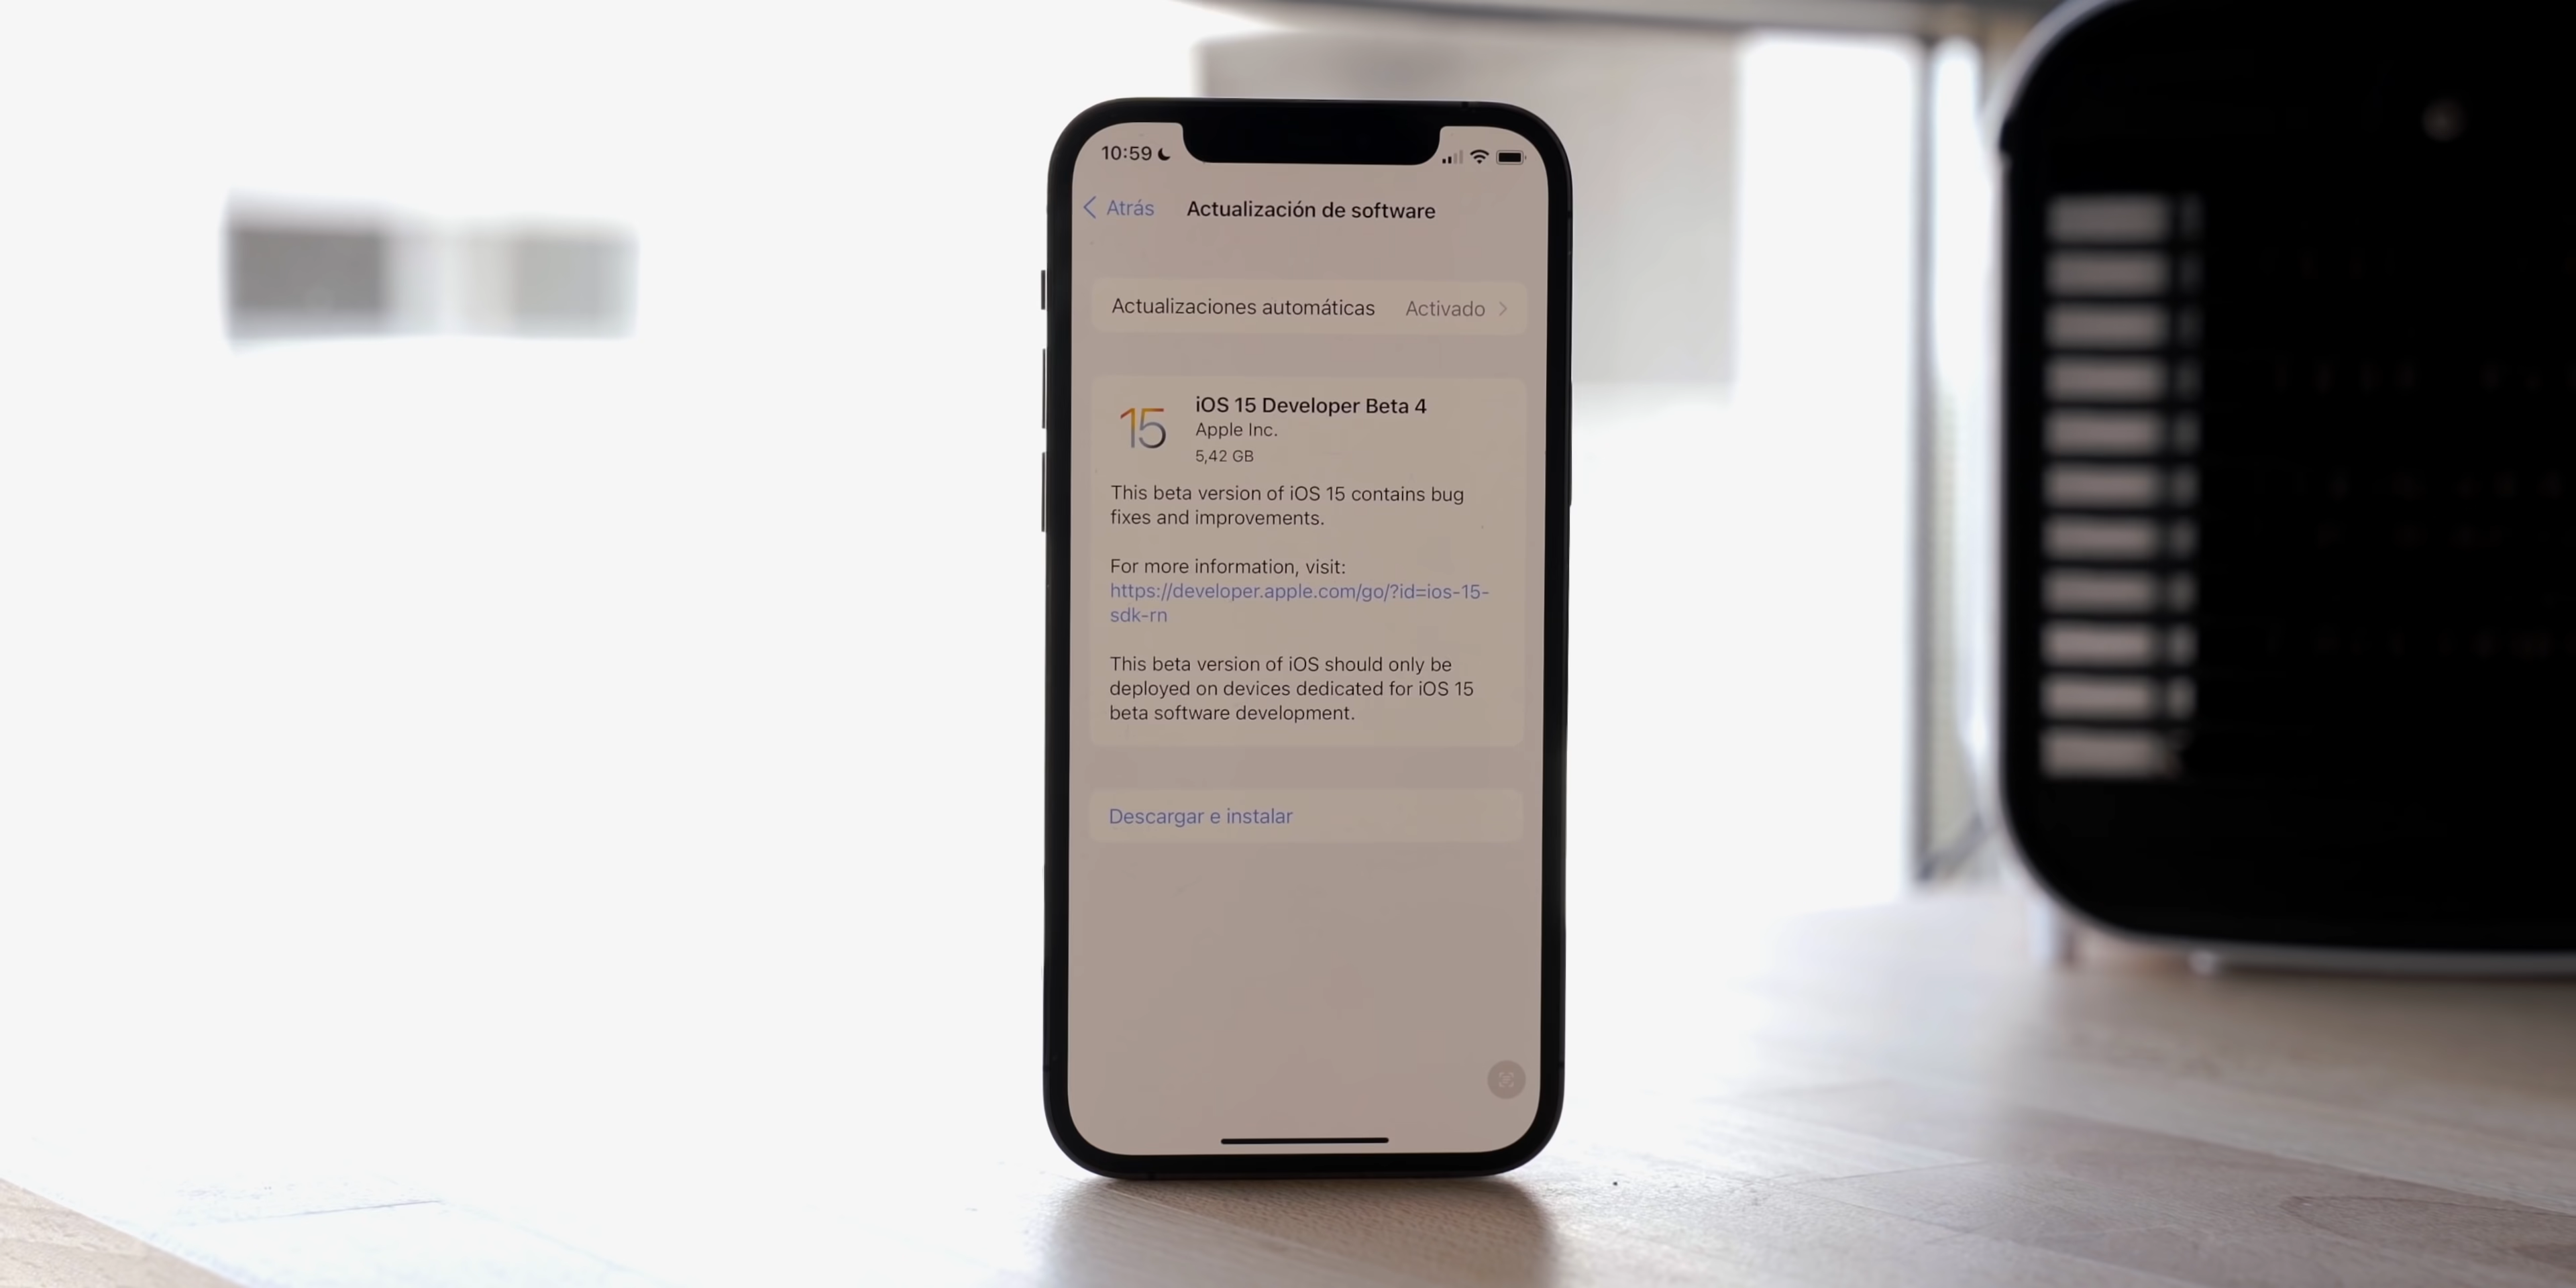 10:59
Atrás Actualización de software
Actualizaciones automáticas Activado
15
iOS 15 Developer Beta 4
Apple Inc.
5,42 GB
This beta version of iOS 15 contains bug
fixes and improvements.
For more information, visit:
https://developer.apple.com/go/?id=ios-15-
sdk-rn
This beta version of iOS should only be
deployed on devices dedicated for iOS 15
beta software development.
Descargar e instalar